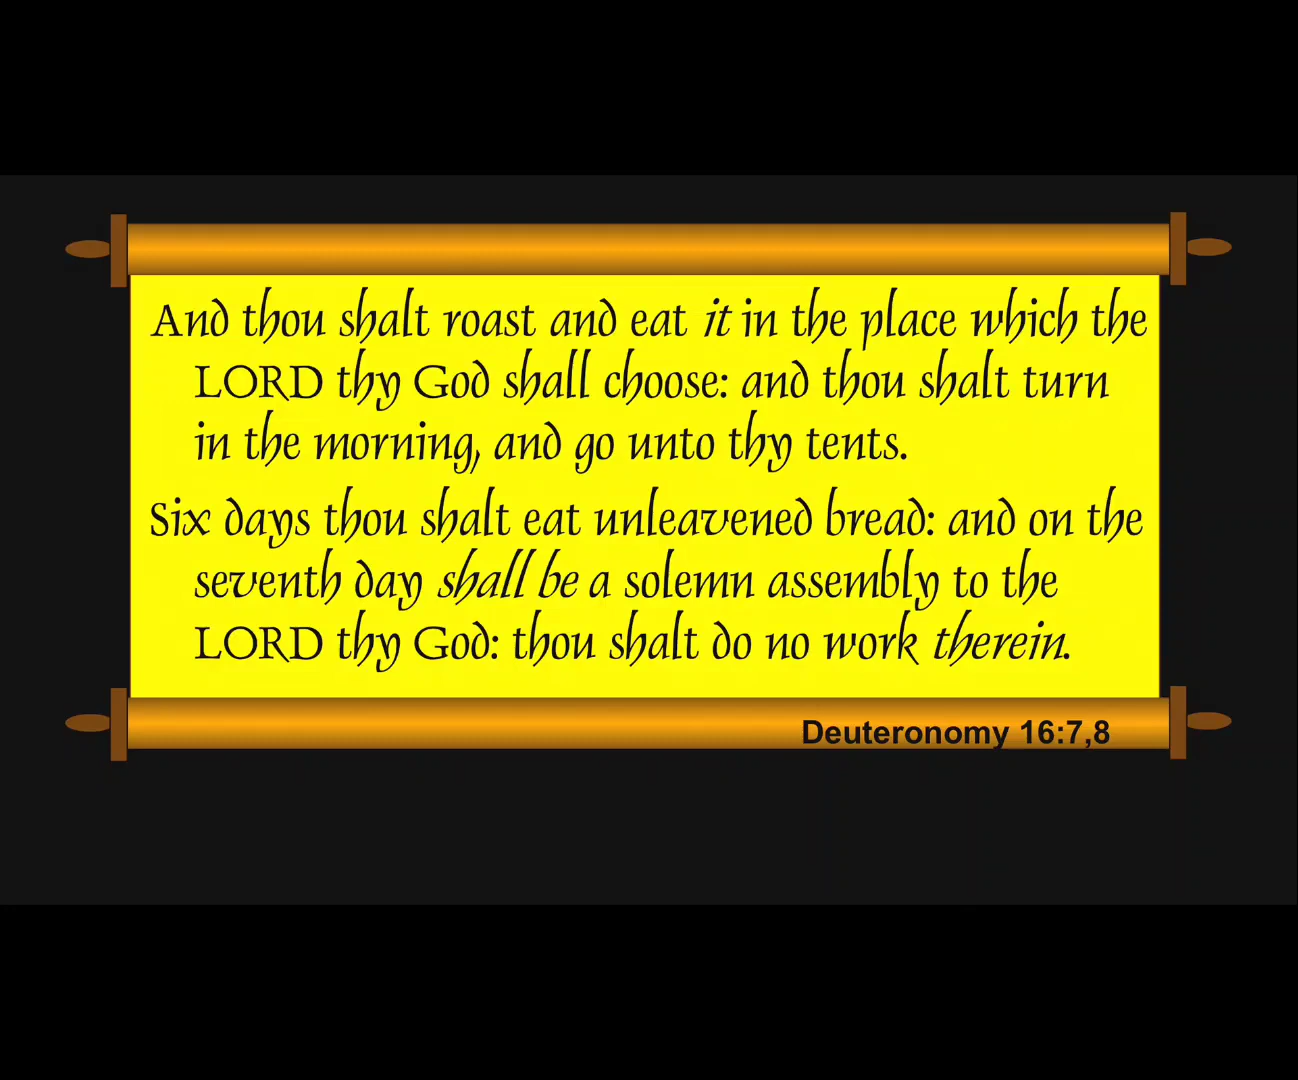 And thou shalt roast and eat it in the place which the
LORD thy God shall choose: and thou shalt turn
in the morning, and go unto thy tents.
Six days thou shalt eat unleavened bread: and on the
seventh day shall be a solemn assembly to the
LORD thy God: thou shalt do no work therein.
Deuteronomy 16:7,8